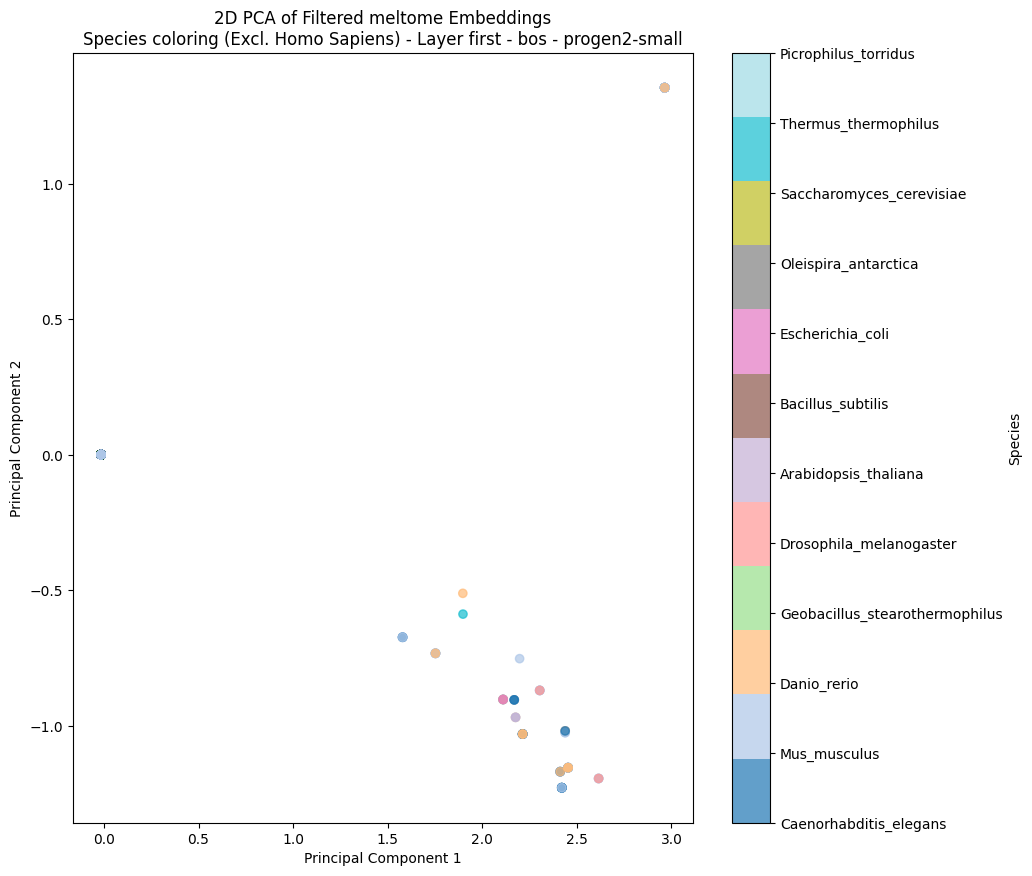 2D PCA of Filtered meltome Embeddings
Species coloring (Excl. Homo Sapiens) - Layer first - bos - progen2-small
Principal Component 2
1.0
0.5
0.0
−0.5
−1.0
0.0
0.5
1.0
1.5
2.0
2.5
3.0
Principal Component 1
Picrophilus_torridus
Thermus_thermophilus
Saccharomyces_cerevisiae
Oleispira_antarctica
Escherichia_coli
Bacillus_subtilis
Arabidopsis_thaliana
Drosophila_melanogaster
Geobacillus_stearothermophilus
Danio_rerio
Mus_musculus
Caenorhabditis_elegans
Species